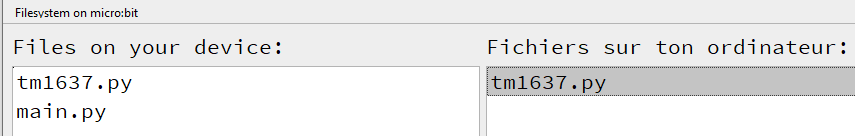 Filesystem on micro:bit
Files on your device:
Fichiers sur ton ordinateur:
tm1637.py
main.py
tm1637.py